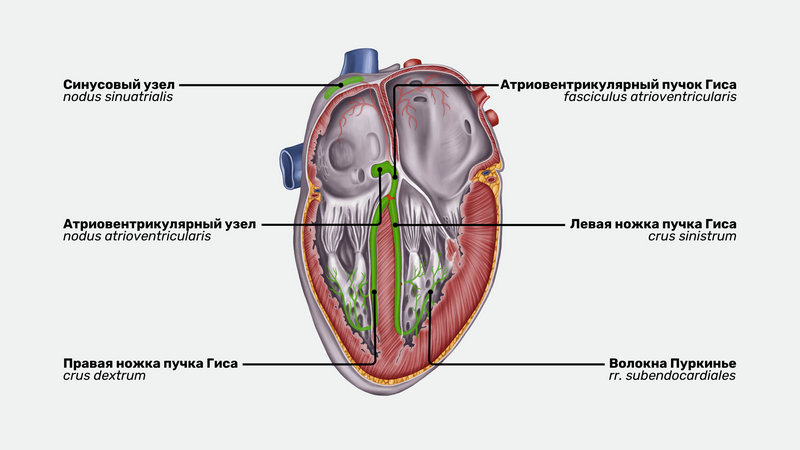 Синусовый узел
nodus sinuatrialis
Атриовентрикулярный пучок Гиса
fasciculus atrioventricularis
Атриовентрикулярный узел
nodus atrioventricularis
Левая ножка пучка Гиса
crus sinistrum
Правая ножка пучка Гиса
crus dextrum
Волокна Пуркинье
rr. subendocardiales